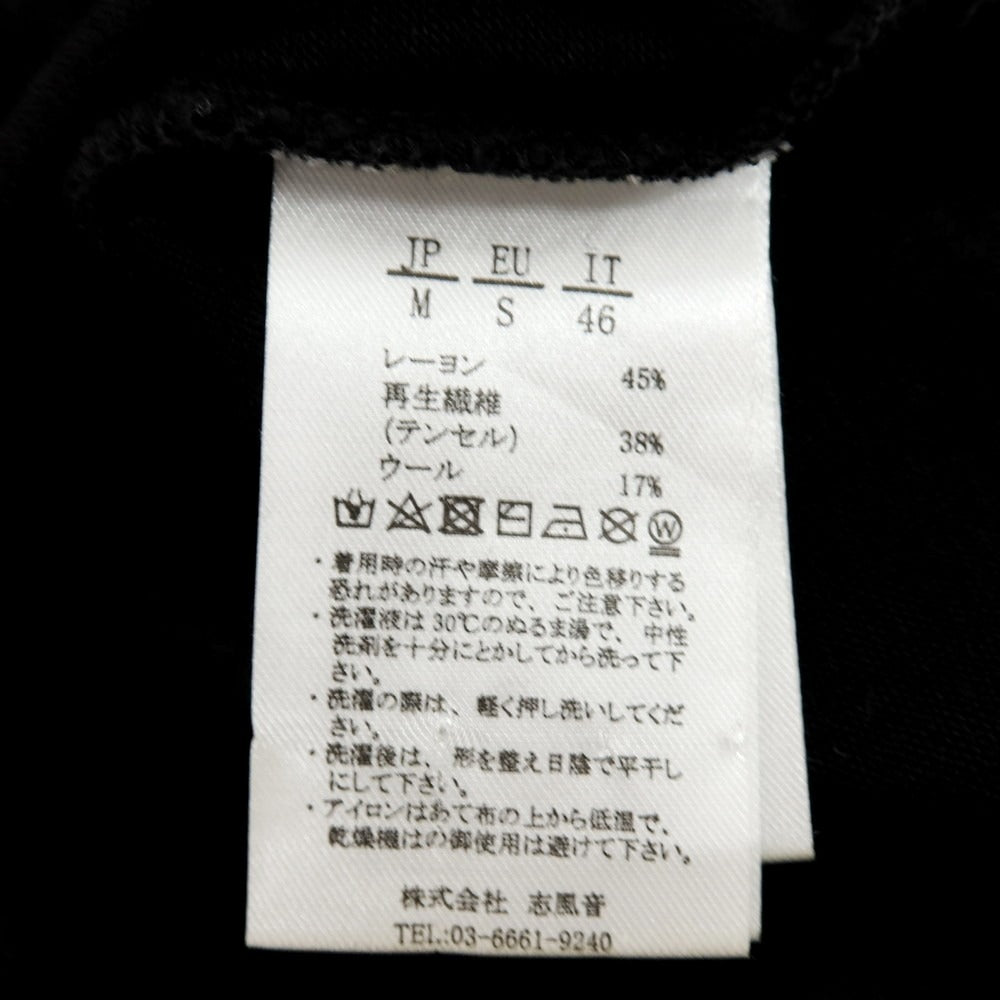 JP EU IT
M S 46
レーヨン 45%
再生繊維
(テンセル) 38%
ウール 17%
W
・着用時の汗や摩擦により色移りする
恐れがありますので、ご注意下さい。
・洗濯液は30℃のぬるま湯で、中性
洗剤を十分にとかしてから洗って下
さい。
・洗濯の際は、軽く押し洗いしてくだ
さい。
・洗濯後は、形を整え日陰で平干し
にして下さい。
・アイロンはあて布の上から低温で、
乾燥機はの御使用は避けて下さい。
株式会社 志風音
TEL:03-6661-9240